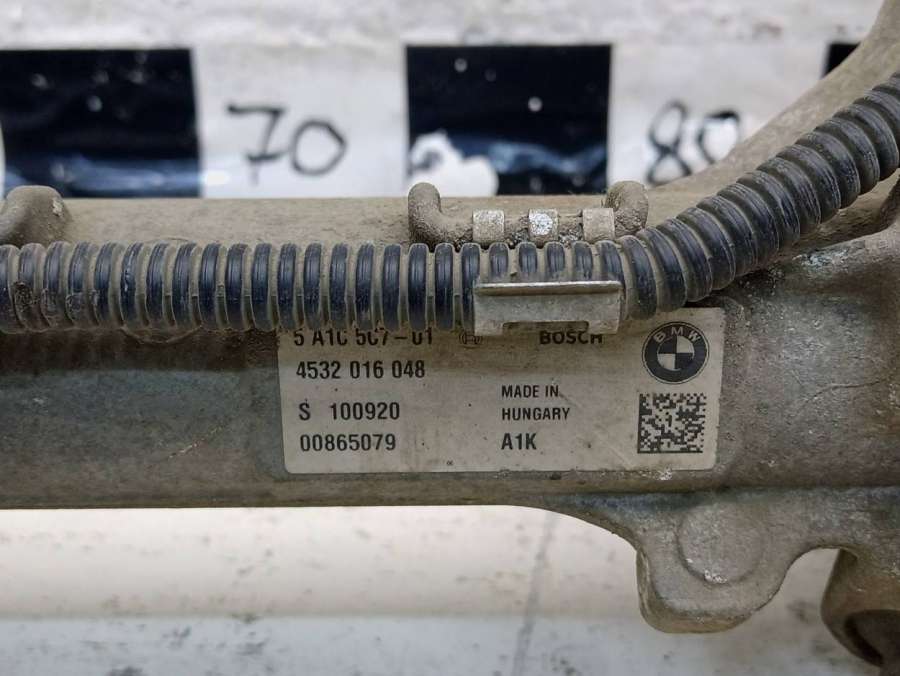 70 80
5 A1C 5C7-01 BOSCH
BMW
4532 016 048
MADE IN
S 100920 HUNGARY
00865079 A1K